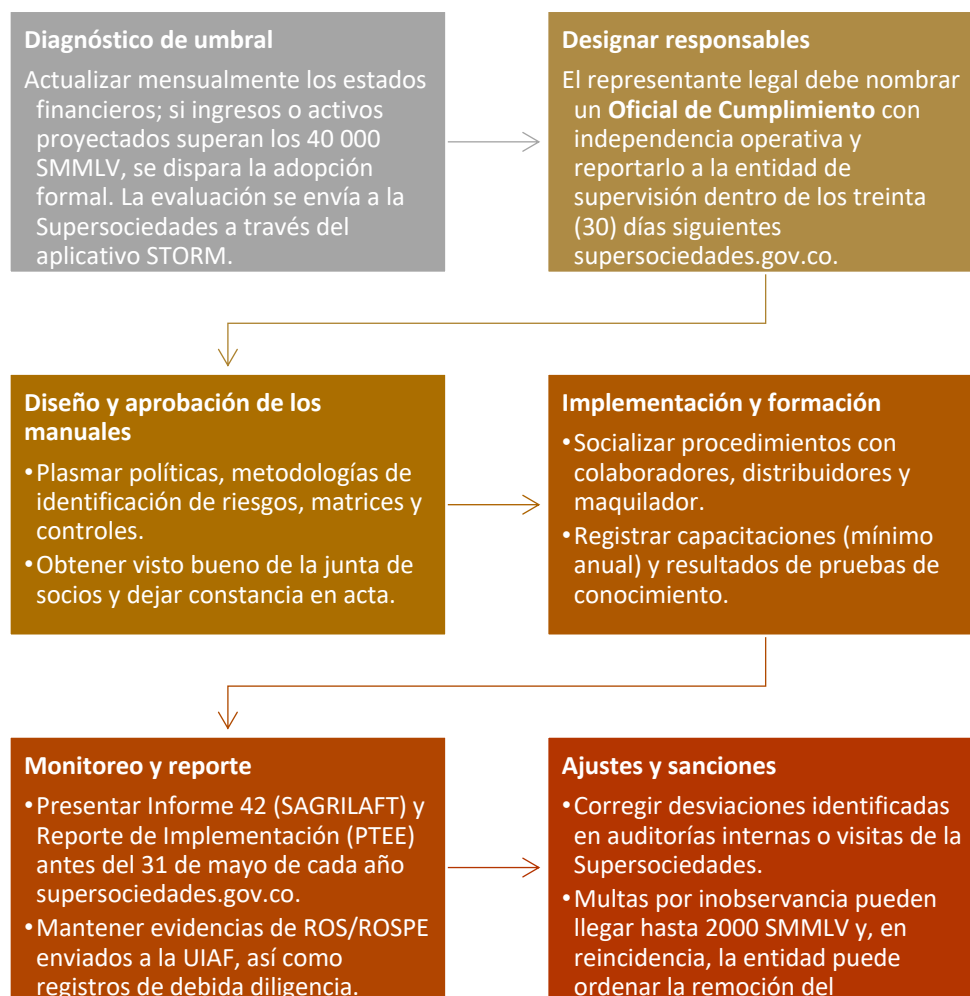 Diagnóstico de umbral
Actualizar mensualmente los estados
financieros; si ingresos o activos
proyectados superan los 40 000
SMMLV, se dispara la adopción
formal. La evaluación se envía a la
Supersociedades a través del
aplicativo STORM.
Designar responsables
El representante legal debe nombrar
un Oficial de Cumplimiento con
independencia operativa y
reportarlo a la entidad de
supervisión dentro de los treinta
(30) días siguientes
supersociedades.gov.co.
Diseño y aprobación de los
manuales
•Plasmar políticas, metodologías de
identificación de riesgos, matrices y
controles.
•Obtener visto bueno de la junta de
socios y dejar constancia en acta.
Implementación y formación
•Socializar procedimientos con
colaboradores, distribuidores y
maquilador.
•Registrar capacitaciones (mínimo
anual) y resultados de pruebas de
conocimiento.
Monitoreo y reporte
•Presentar Informe 42 (SAGRILAFT) y
Reporte de Implementación (PTEE)
antes del 31 de mayo de cada año
supersociedades.gov.co.
•Mantener evidencias de ROS/ROSPE
enviados a la UIAF, así como
registros de debida diligencia.
Ajustes y sanciones
•Corregir desviaciones identificadas
en auditorías internas o visitas de la
Supersociedades.
•Multas por inobservancia pueden
llegar hasta 2000 SMMLV y, en
reincidencia, la entidad puede
ordenar la remoción del